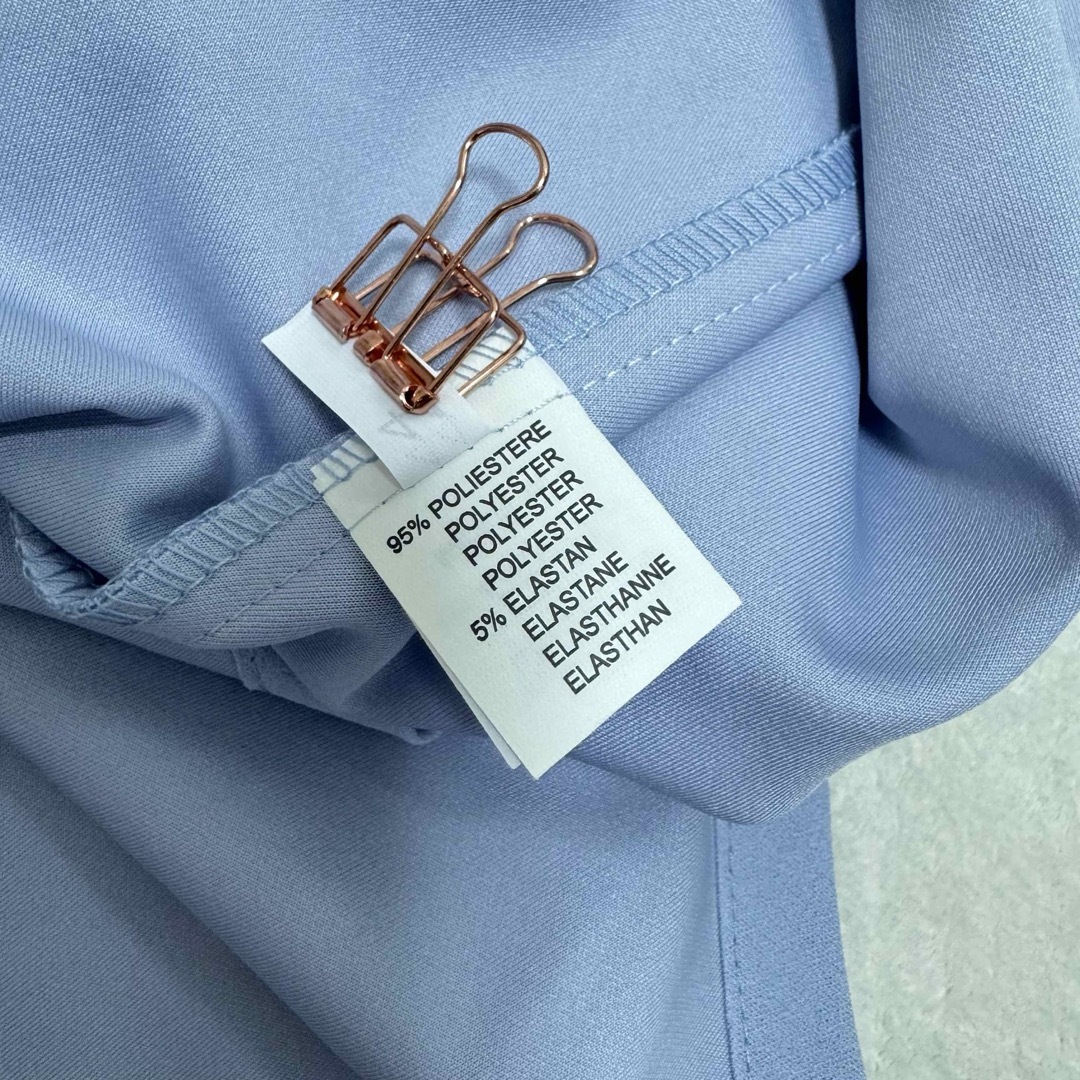 95% POLIESTERE
POLYESTER
POLYESTER
POLYESTER
5% ELASTAN
ELASTANE
ELASTHANNE
ELASTHAN